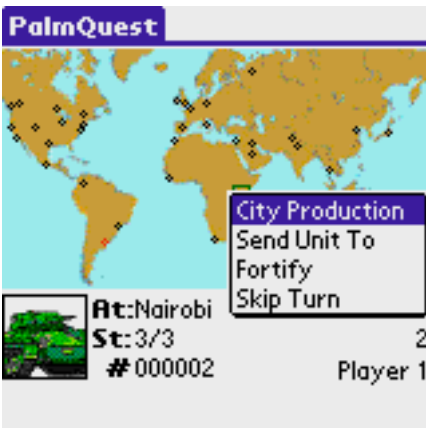 PalmQuest
City Production
Send Unit To
Fortify
Skip Turn
At:Nairobi
St:3/3
2
#000002
Player 1